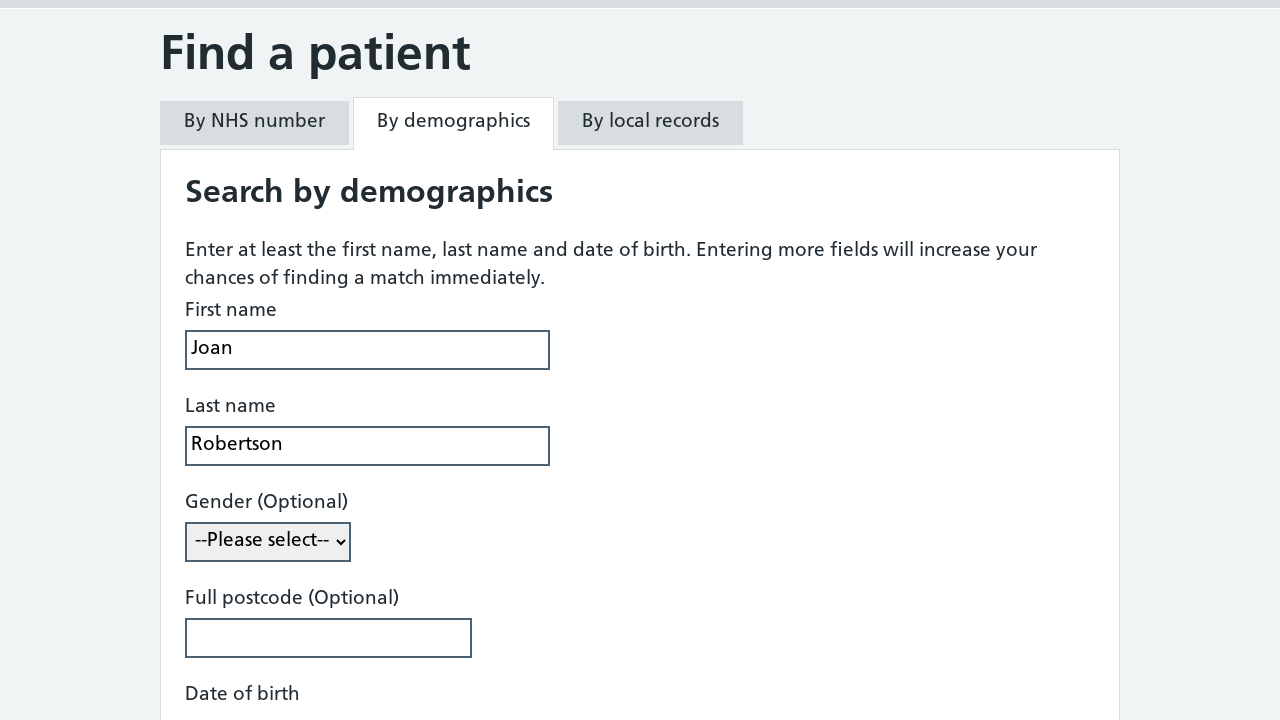 Find a patient
By NHS number
By demographics
By local records
Search by demographics
Enter at least the first name, last name and date of birth. Entering more fields will increase your
chances of finding a match immediately.
First name
Joan
Last name
Robertson
Gender (Optional)
--Please select--
Full postcode (Optional)
Date of birth